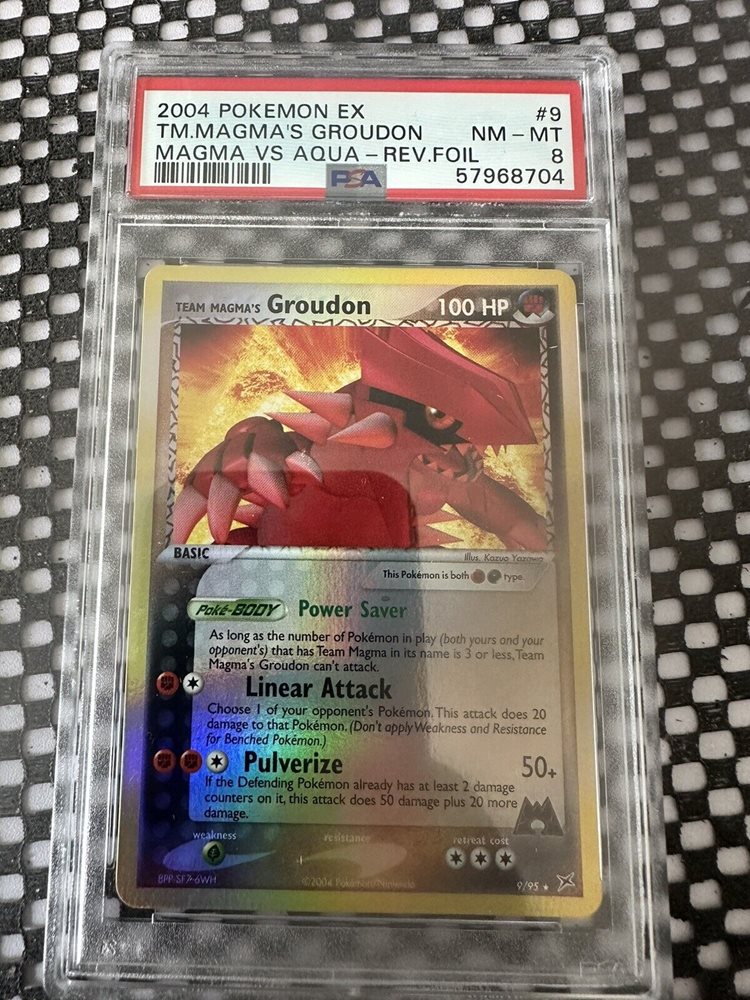 2004 POKEMON EX #9
TM.MAGMA'S GROUDON NM - MT
MAGMA VS AQUA - REV.FOIL 8
PSA 57968704
TEAM MAGMA'S Groudon 100 HP
BASIC
Illus. Kazuo Yazawa
This Pokémon is both type.
Poké-BODY Power Saver
As long as the number of Pokémon in play (both yours and your
opponent's) that has Team Magma in its name is 3 or less, Team
Magma's Groudon can't attack.
Linear Attack
Choose 1 of your opponent's Pokémon. This attack does 20
damage to that Pokémon. (Don't apply Weakness and Resistance
for Benched Pokémon.)
Pulverize 50+
If the Defending Pokémon already has at least 2 damage
counters on it, this attack does 50 damage plus 20 more
damage.
weakness resistance retreat cost
©2004 Pokémon/Nintendo 9/95 ★